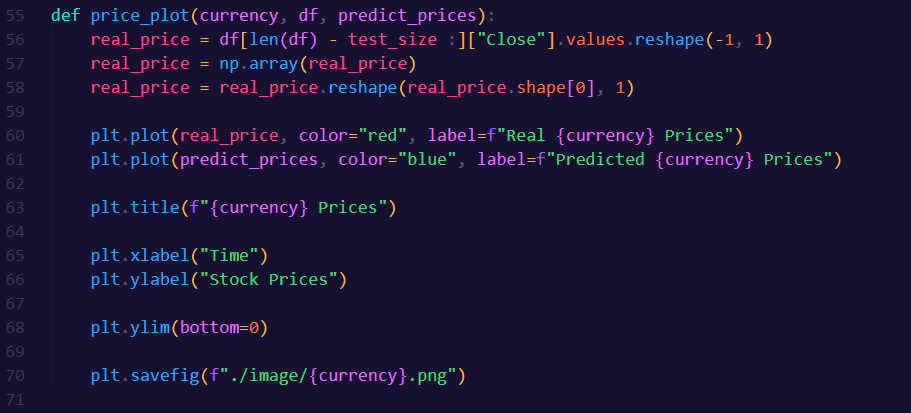 55 def price_plot(currency, df, predict_prices):
56     real_price = df[len(df) - test_size :]["Close"].values.reshape(-1, 1)
57     real_price = np.array(real_price)
58     real_price = real_price.reshape(real_price.shape[0], 1)
59
60     plt.plot(real_price, color="red", label=f"Real {currency} Prices")
61     plt.plot(predict_prices, color="blue", label=f"Predicted {currency} Prices")
62
63     plt.title(f"{currency} Prices")
64
65     plt.xlabel("Time")
66     plt.ylabel("Stock Prices")
67
68     plt.ylim(bottom=0)
69
70     plt.savefig(f"./image/{currency}.png")
71